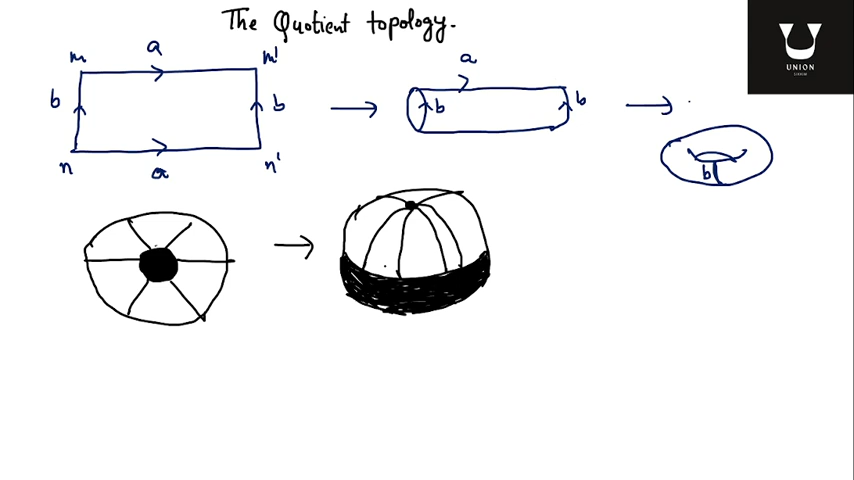 The Quotient topology.
m a m'
b b
n a n'
a
b b
b
UNION